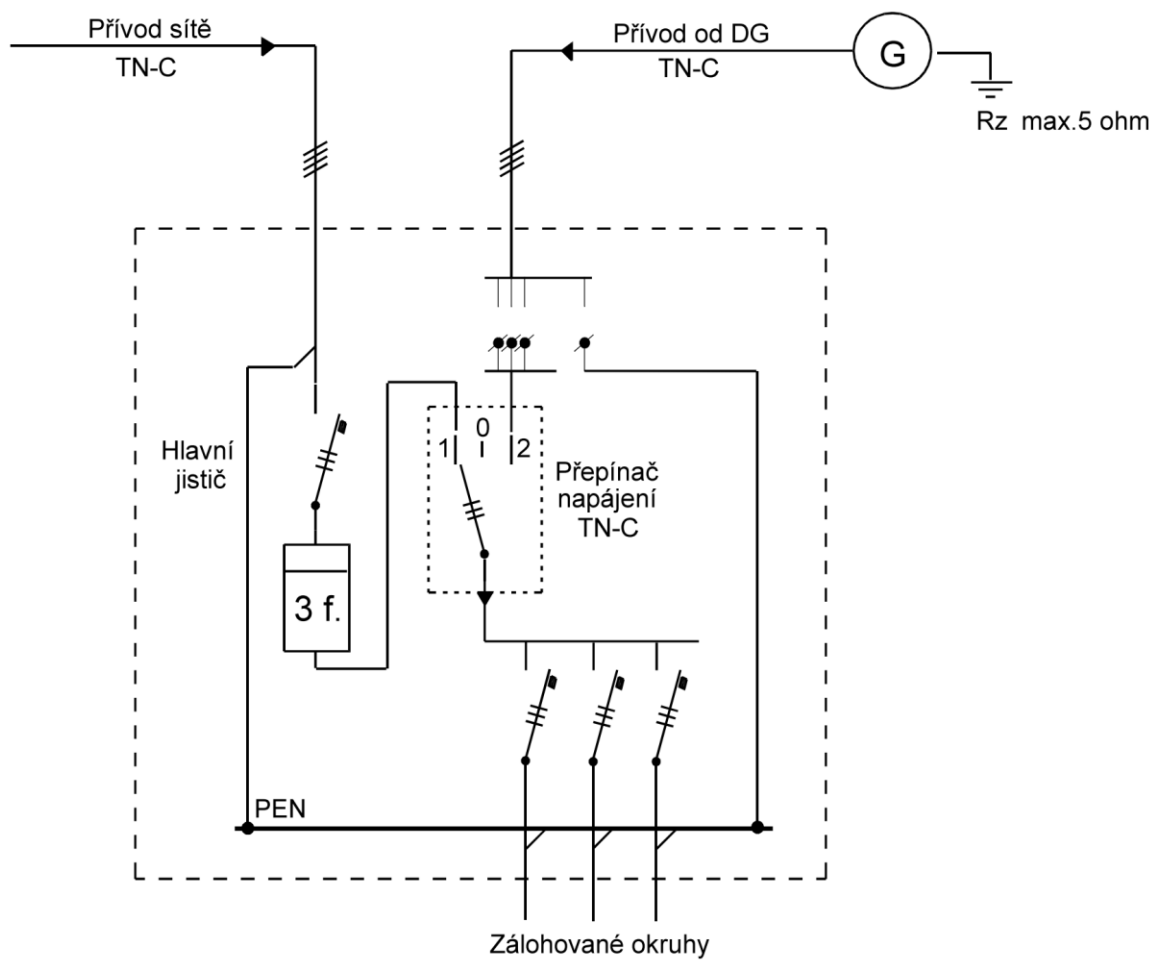 Přívod sítě
TN-C
Přívod od DG
TN-C
G
Rz max.5 ohm
Hlavní
jistič
1
0
2
Přepínač
napájení
TN-C
3 f.
PEN
Zálohované okruhy